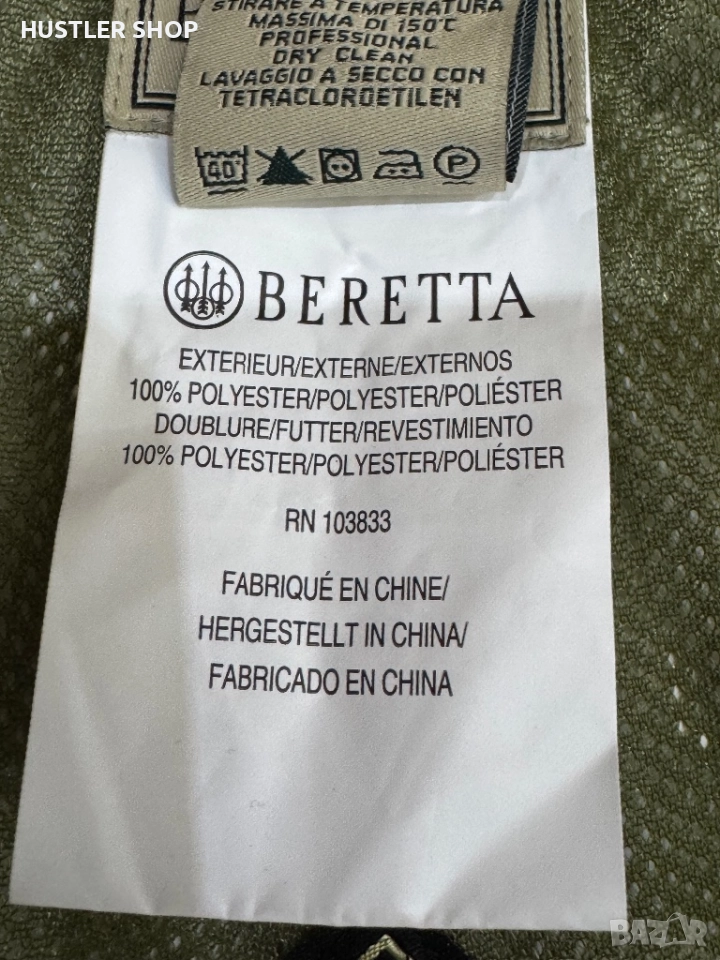 HUSTLER SHOP
STIRARE A TEMPERATURA
MASSIMA DI 150°C
PROFESSIONAL
DRY CLEAN
LAVAGGIO A SECCO CON
TETRACLOROETILEN
40°
P
BERETTA
EXTERIEUR/EXTERNE/EXTERNOS
100% POLYESTER/POLYESTER/POLIÉSTER
DOUBLURE/FUTTER/REVESTIMIENTO
100% POLYESTER/POLYESTER/POLIÉSTER
RN 103833
FABRIQUÉ EN CHINE/
HERGESTELLT IN CHINA/
FABRICADO EN CHINA
BAZAR